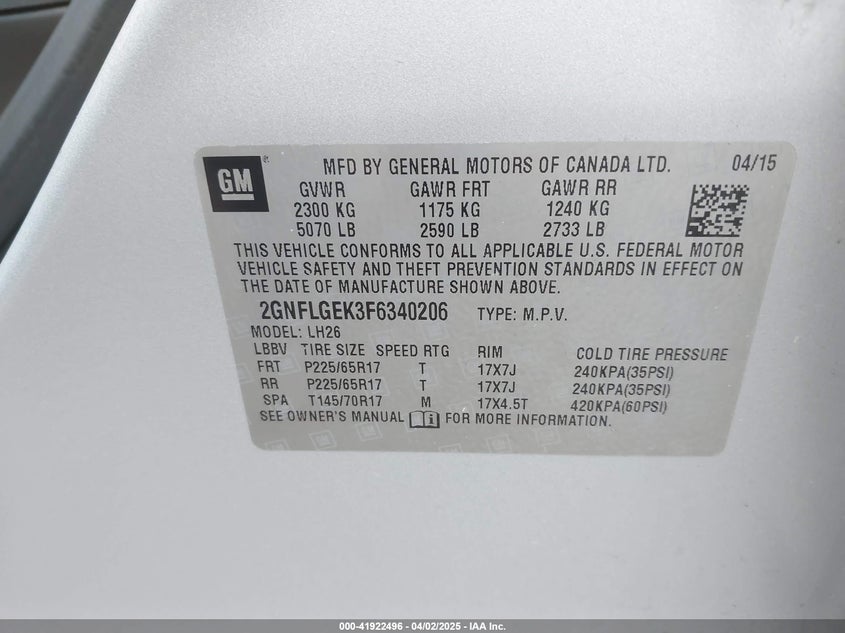 GM
®
MFD BY GENERAL MOTORS OF CANADA LTD. 04/15
GVWR GAWR FRT GAWR RR
2300 KG 1175 KG 1240 KG
5070 LB 2590 LB 2733 LB
THIS VEHICLE CONFORMS TO ALL APPLICABLE U.S. FEDERAL MOTOR
VEHICLE SAFETY AND THEFT PREVENTION STANDARDS IN EFFECT ON
THE DATE OF MANUFACTURE SHOWN ABOVE.
2GNFLGEK3F6340206 TYPE: M.P.V.
MODEL: LH26
LBBV TIRE SIZE SPEED RTG RIM COLD TIRE PRESSURE
FRT P225/65R17 T 17X7J 240KPA(35PSI)
RR P225/65R17 T 17X7J 240KPA(35PSI)
SPA T145/70R17 M 17X4.5T 420KPA(60PSI)
SEE OWNER'S MANUAL FOR MORE INFORMATION.
000-41922496 - 04/02/2025 - IAA Inc.